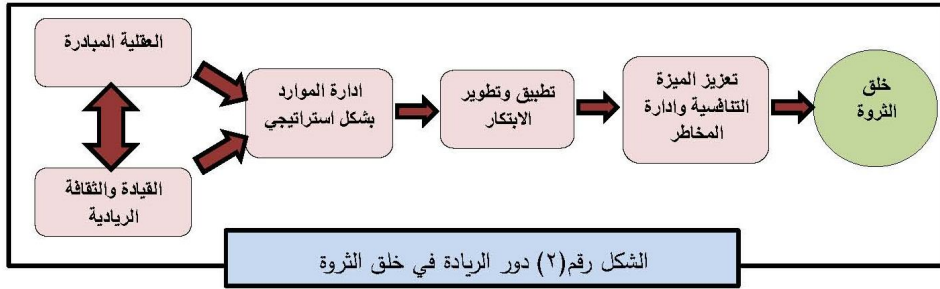 العقلية المبادرة
القيادة والثقافة
الريادية
ادارة الموارد
بشكل استراتيجي
تطبيق وتطوير
الابتكار
تعزيز الميزة
التنافسية وادارة
المخاطر
خلق
الثروة
الشكل رقم(٢) دور الريادة في خلق الثروة